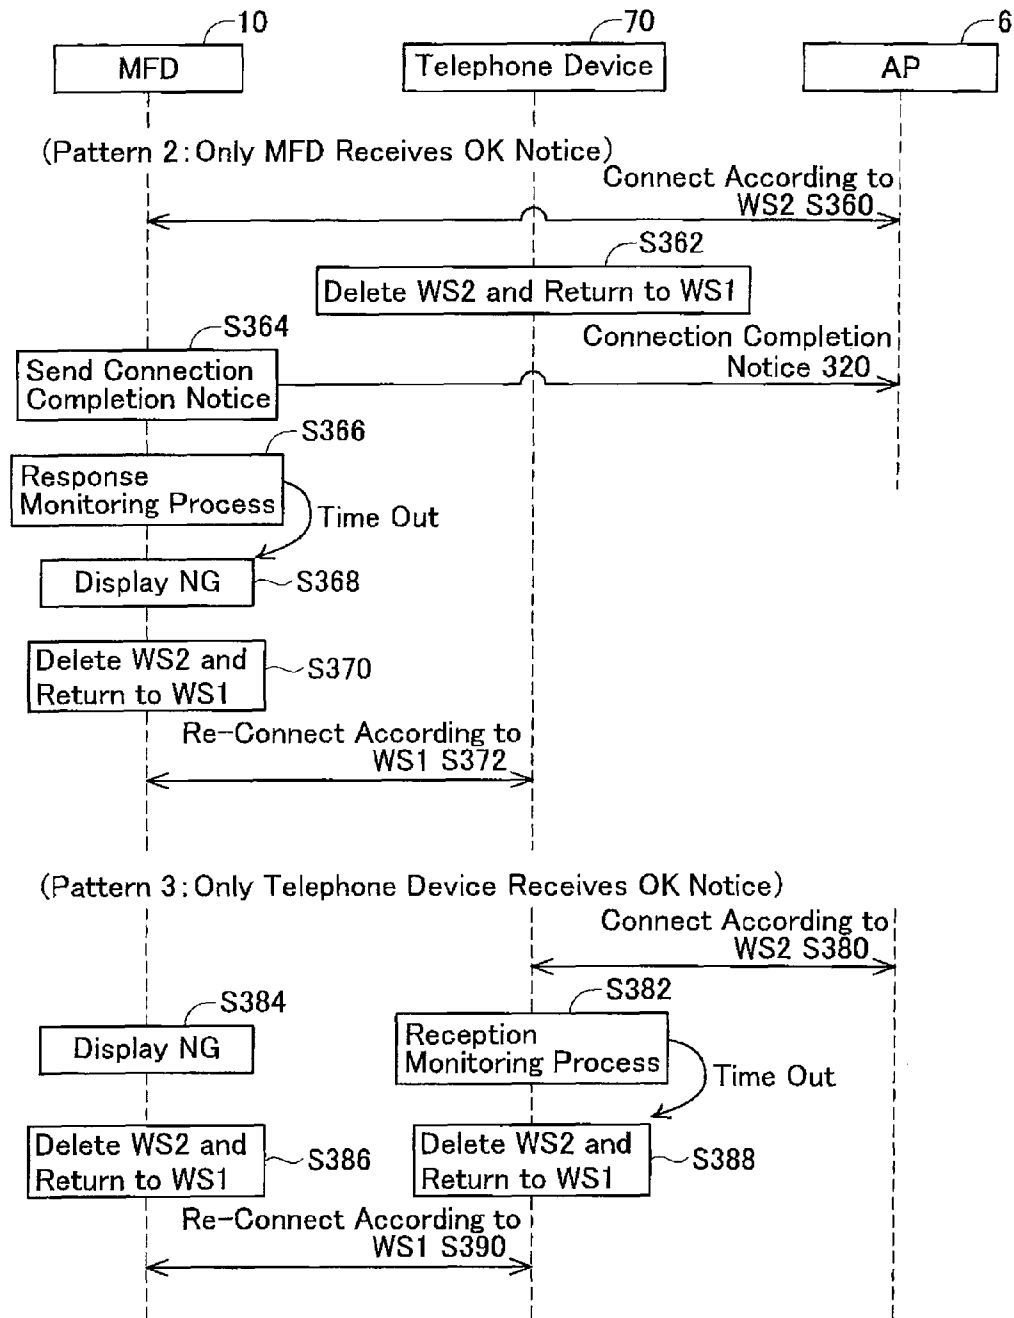 10
70
6
MFD
Telephone Device
AP
(Pattern 2:Only MFD Receives OK Notice)
Connect According to
WS2 S360
S362
Delete WS2 and Return to WS1
S364
Send Connection
Completion Notice
Connection Completion
Notice 320
S366
Response
Monitoring Process
Time Out
Display NG
S368
Delete WS2 and
Return to WS1
S370
Re-Connect According to
WS1 S372
(Pattern 3:Only Telephone Device Receives OK Notice)
Connect According to
WS2 S380
S384
Display NG
S382
Reception
Monitoring Process
Time Out
Delete WS2 and
Return to WS1
S386
Delete WS2 and
Return to WS1
S388
Re-Connect According to
WS1 S390